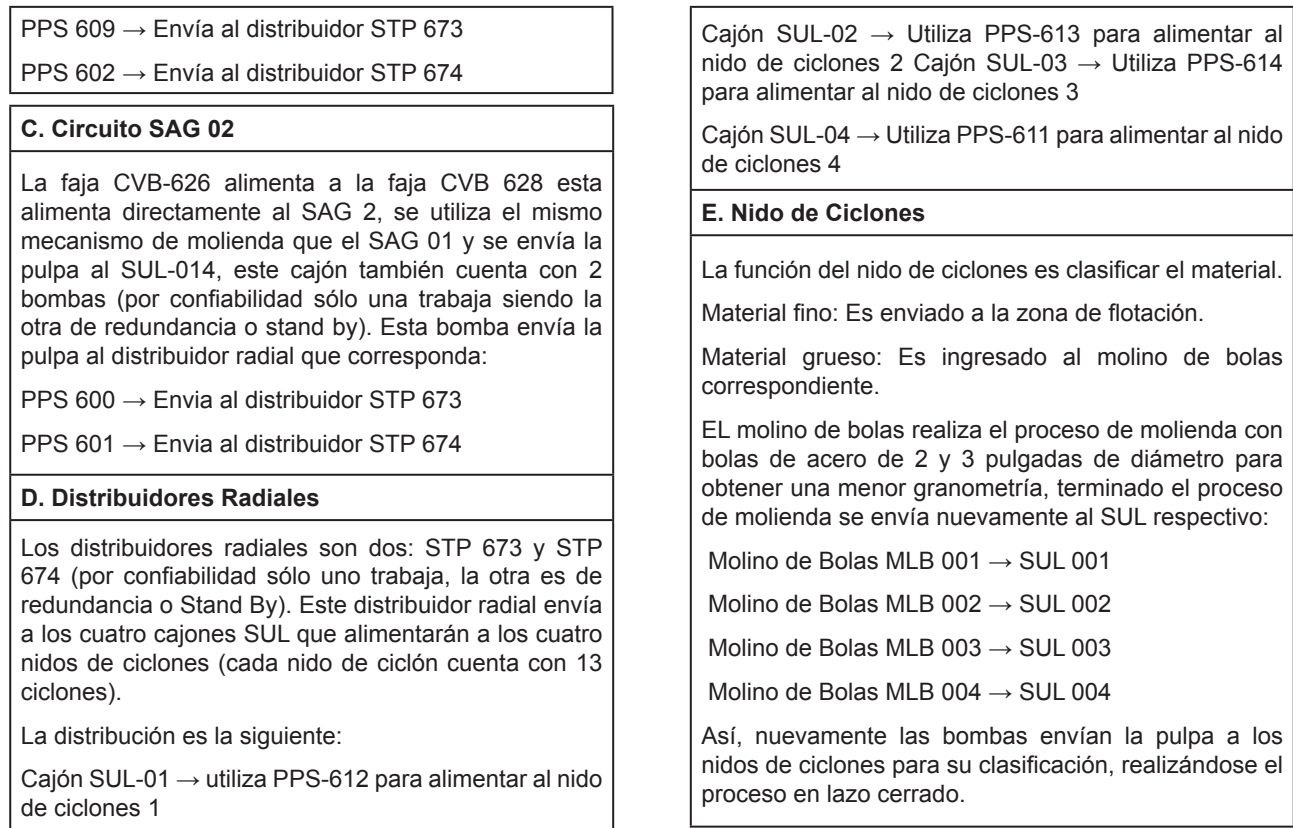 PPS 609 → Envía al distribuidor STP 673
PPS 602 → Envía al distribuidor STP 674
C. Circuito SAG 02
La faja CVB-626 alimenta a la faja CVB 628 esta
alimenta directamente al SAG 2, se utiliza el mismo
mecanismo de molienda que el SAG 01 y se envía la
pulpa al SUL-014, este cajón también cuenta con 2
bombas (por confiabilidad sólo una trabaja siendo la
otra de redundancia o stand by). Esta bomba envía la
pulpa al distribuidor radial que corresponda:
PPS 600 → Envia al distribuidor STP 673
PPS 601 → Envia al distribuidor STP 674
D. Distribuidores Radiales
Los distribuidores radiales son dos: STP 673 y STP
674 (por confiabilidad sólo uno trabaja, la otra es de
redundancia o Stand By). Este distribuidor radial envía
a los cuatro cajones SUL que alimentarán a los cuatro
nidos de ciclones (cada nido de ciclón cuenta con 13
ciclones).
La distribución es la siguiente:
Cajón SUL-01 → utiliza PPS-612 para alimentar al nido
de ciclones 1
Cajón SUL-02 → Utiliza PPS-613 para alimentar al
nido de ciclones 2 Cajón SUL-03 → Utiliza PPS-614
para alimentar al nido de ciclones 3
Cajón SUL-04 → Utiliza PPS-611 para alimentar al nido
de ciclones 4
E. Nido de Ciclones
La función del nido de ciclones es clasificar el material.
Material fino: Es enviado a la zona de flotación.
Material grueso: Es ingresado al molino de bolas
correspondiente.
EL molino de bolas realiza el proceso de molienda con
bolas de acero de 2 y 3 pulgadas de diámetro para
obtener una menor granometría, terminado el proceso
de molienda se envía nuevamente al SUL respectivo:
Molino de Bolas MLB 001 → SUL 001
Molino de Bolas MLB 002 → SUL 002
Molino de Bolas MLB 003 → SUL 003
Molino de Bolas MLB 004 → SUL 004
Así, nuevamente las bombas envían la pulpa a los
nidos de ciclones para su clasificación, realizándose el
proceso en lazo cerrado.